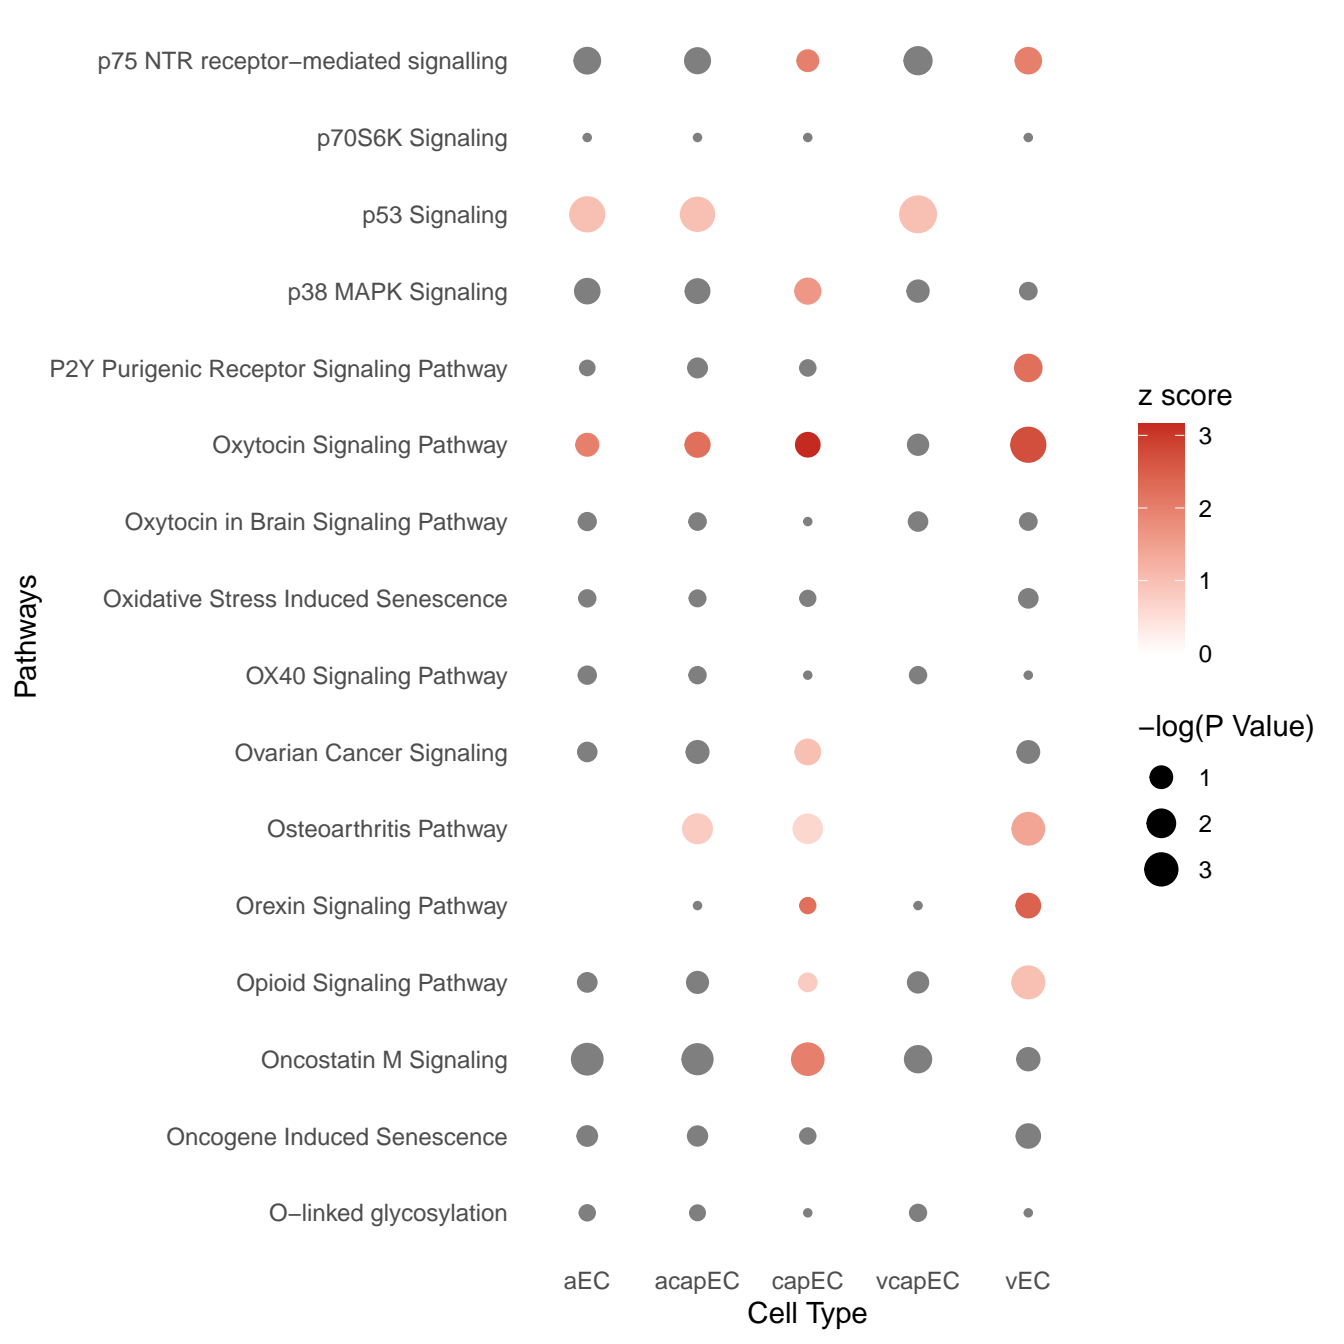 p75 NTR receptor−mediated signalling
p70S6K Signaling
p53 Signaling
p38 MAPK Signaling
P2Y Purigenic Receptor Signaling Pathway
Oxytocin Signaling Pathway
Oxytocin in Brain Signaling Pathway
Oxidative Stress Induced Senescence
OX40 Signaling Pathway
Ovarian Cancer Signaling
Osteoarthritis Pathway
Orexin Signaling Pathway
Opioid Signaling Pathway
Oncostatin M Signaling
Oncogene Induced Senescence
O−linked glycosylation
Pathways
aEC acapEC capEC vcapEC vEC
Cell Type
z score
3
2
1
0
−log(P Value)
1
2
3